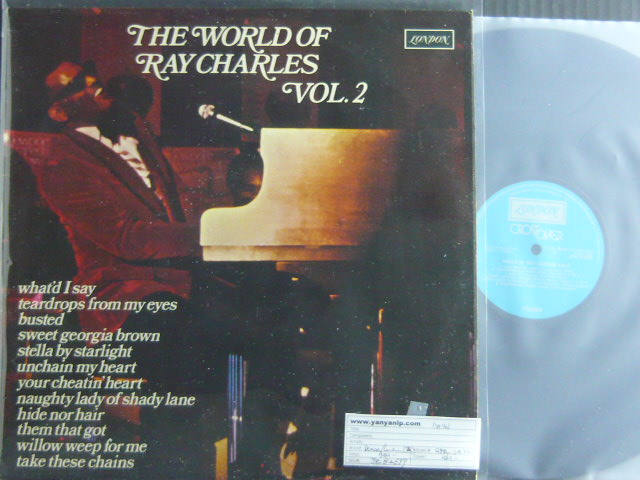 THE WORLD OF
RAY CHARLES
VOL. 2
LONDON
what'd I say
teardrops from my eyes
busted
sweet georgia brown
stella by starlight
unchain my heart
your cheatin' heart
naughty lady of shady lane
hide nor hair
them that got
willow weep for me
take these chains
www.yanyanlp.com
LONDON
CROSSOVER